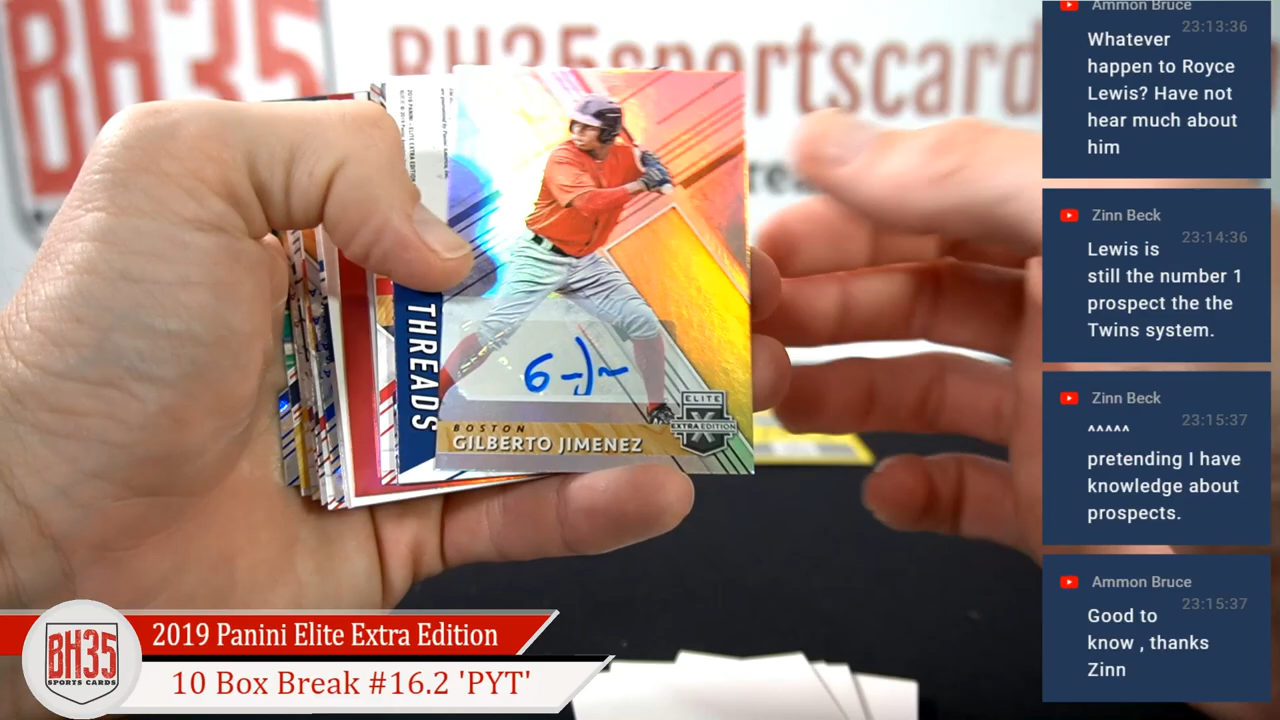 BH35
BH35sportscard
THREADS
BOSTON
GILBERTO JIMENEZ
ELITE
X
EXTRA EDITION
BH35
SPORTS CARDS
2019 Panini Elite Extra Edition
10 Box Break #16.2 'PYT'
Ammon Bruce
23:13:36
Whatever
happen to Royce
Lewis? Have not
hear much about
him
Zinn Beck
23:14:36
Lewis is
still the number 1
prospect the the
Twins system.
Zinn Beck
23:15:37
^^^^^
pretending I have
knowledge about
prospects.
Ammon Bruce
23:15:37
Good to
know , thanks
Zinn